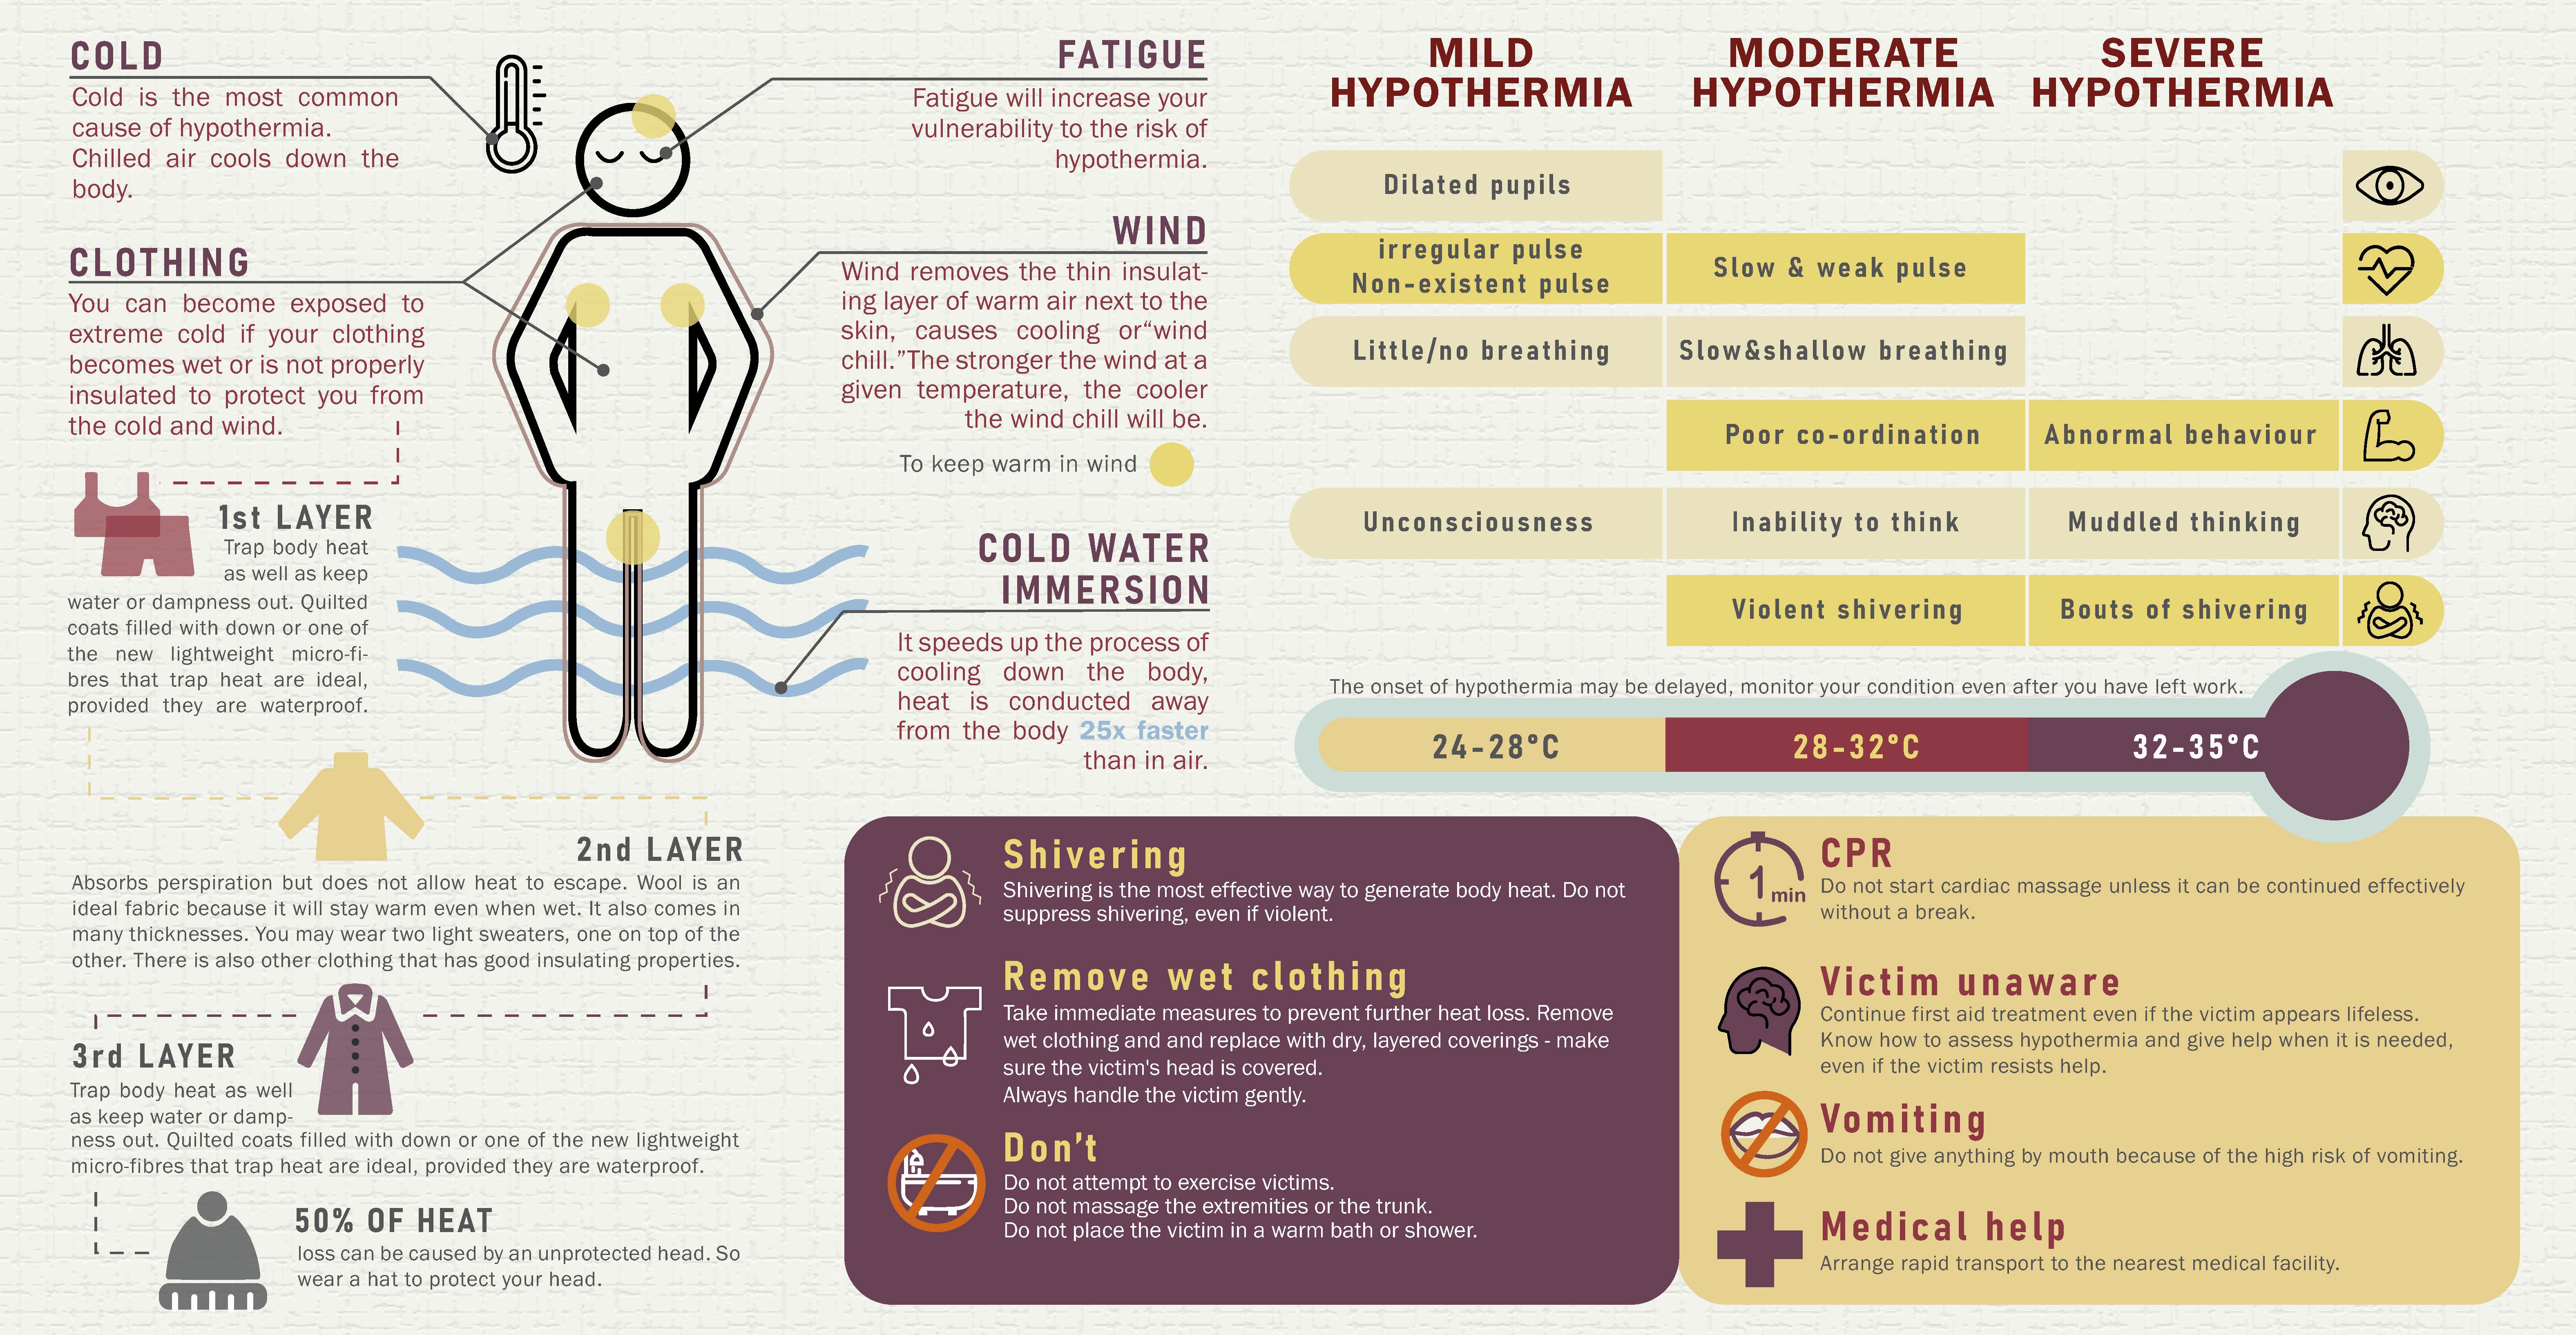 COLD
Cold is the most common
cause of hypothermia.
Chilled air cools down the
body.
CLOTHING
You can become exposed to
extreme cold if your clothing
becomes wet or is not properly
insulated to protect you from
the cold and wind.
1st LAYER
Trap body heat
as well as keep
water or dampness out. Quilted
coats filled with down or one of
the new lightweight micro-fi-
bres that trap heat are ideal,
provided they are waterproof.
2nd LAYER
Absorbs perspiration but does not allow heat to escape. Wool is an
ideal fabric because it will stay warm even when wet. It also comes in
many thicknesses. You may wear two light sweaters, one on top of the
other. There is also other clothing that has good insulating properties.
3rd LAYER
Trap body heat as well
as keep water or damp-
ness out. Quilted coats filled with down or one of the new lightweight
micro-fibres that trap heat are ideal, provided they are waterproof.
50% OF HEAT
loss can be caused by an unprotected head. So
wear a hat to protect your head.
FATIGUE
Fatigue will increase your
vulnerability to the risk of
hypothermia.
WIND
Wind removes the thin insulat-
ing layer of warm air next to the
skin, causes cooling or“wind
chill.”The stronger the wind at a
given temperature, the cooler
the wind chill will be.
To keep warm in wind
COLD WATER
IMMERSION
It speeds up the process of
cooling down the body,
heat is conducted away
from the body 25x faster
than in air.
MILD
HYPOTHERMIA
MODERATE
HYPOTHERMIA
SEVERE
HYPOTHERMIA
Dilated pupils
irregular pulse
Non-existent pulse
Slow & weak pulse
Little/no breathing
Slow&shallow breathing
Poor co-ordination
Abnormal behaviour
Unconsciousness
Inability to think
Muddled thinking
Violent shivering
Bouts of shivering
The onset of hypothermia may be delayed, monitor your condition even after you have left work.
24-28°C
28-32°C
32-35°C
Shivering
Shivering is the most effective way to generate body heat. Do not
suppress shivering, even if violent.
Remove wet clothing
Take immediate measures to prevent further heat loss. Remove
wet clothing and and replace with dry, layered coverings - make
sure the victim's head is covered.
Always handle the victim gently.
Don’t
Do not attempt to exercise victims.
Do not massage the extremities or the trunk.
Do not place the victim in a warm bath or shower.
1 min
CPR
Do not start cardiac massage unless it can be continued effectively
without a break.
Victim unaware
Continue first aid treatment even if the victim appears lifeless.
Know how to assess hypothermia and give help when it is needed,
even if the victim resists help.
Vomiting
Do not give anything by mouth because of the high risk of vomiting.
Medical help
Arrange rapid transport to the nearest medical facility.